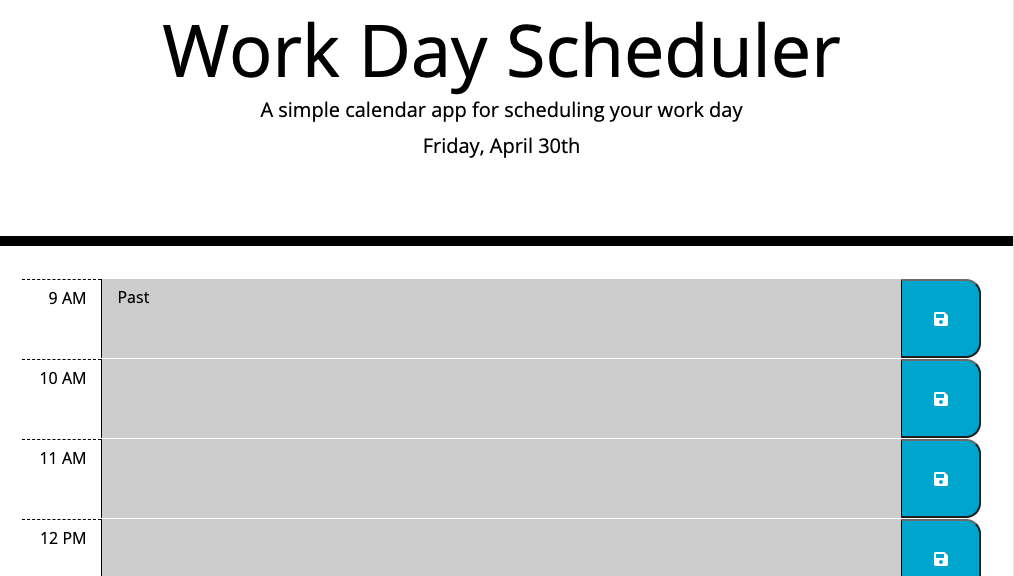 Work Day Scheduler
A simple calendar app for scheduling your work day
Friday, April 30th
9 AM
Past
10 AM
11 AM
12 PM